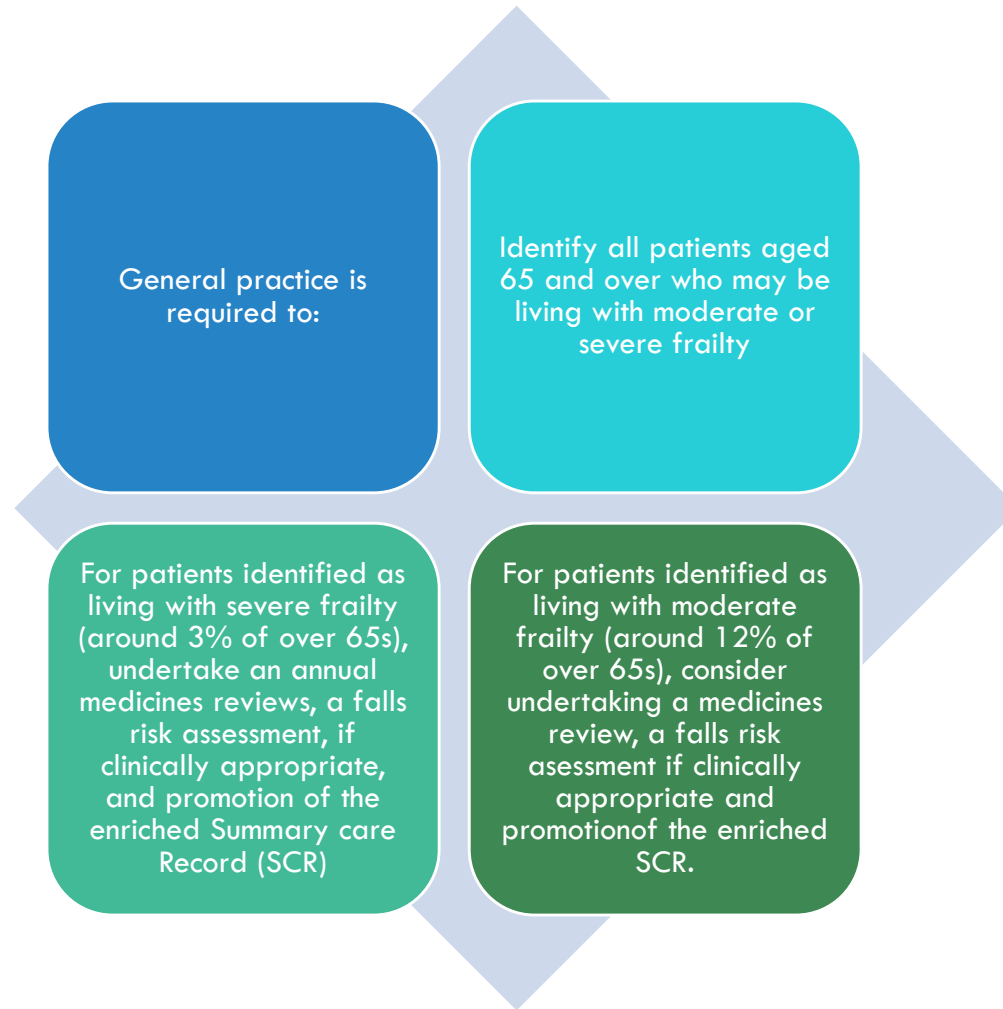 General practice is
required to:
Identify all patients aged
65 and over who may be
living with moderate or
severe frailty
For patients identified as
living with severe frailty
(around 3% of over 65s),
undertake an annual
medicines reviews, a falls
risk assessment, if
clinically appropriate,
and promotion of the
enriched Summary care
Record (SCR)
For patients identified as
living with moderate
frailty (around 12% of
over 65s), consider
undertaking a medicines
review, a falls risk
asessment if clinically
appropriate and
promotionof the enriched
SCR.